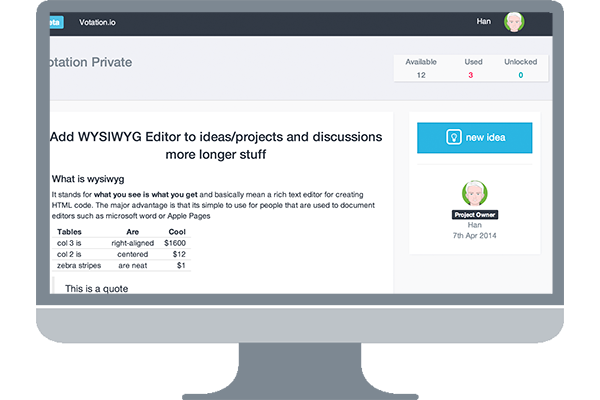 eta Votation.io Han
otation Private
Available Used Unlocked
12 3 0
Add WYSIWYG Editor to ideas/projects and discussions
more longer stuff
new idea
What is wysiwyg
It stands for what you see is what you get and basically mean a rich text editor for creating
HTML code. The major advantage is that its simple to use for people that are used to document
editors such as microsoft word or Apple Pages
Project Owner
Han
7th Apr 2014
Tables Are Cool
col 3 is right-aligned $1600
col 2 is centered $12
zebra stripes are neat $1
This is a quote